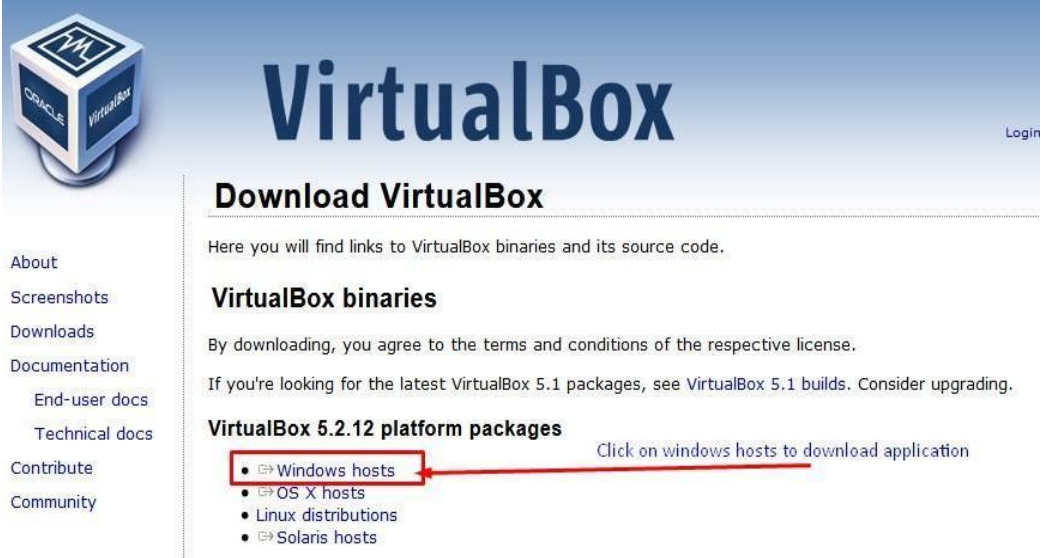 ORACLE
VirtualBox
VirtualBox
Login
Download VirtualBox
Here you will find links to VirtualBox binaries and its source code.
About
Screenshots
Downloads
Documentation
End-user docs
Technical docs
Contribute
Community
VirtualBox binaries
By downloading, you agree to the terms and conditions of the respective license.
If you're looking for the latest VirtualBox 5.1 packages, see VirtualBox 5.1 builds. Consider upgrading.
VirtualBox 5.2.12 platform packages
Click on windows hosts to download application
Windows hosts
OS X hosts
Linux distributions
Solaris hosts